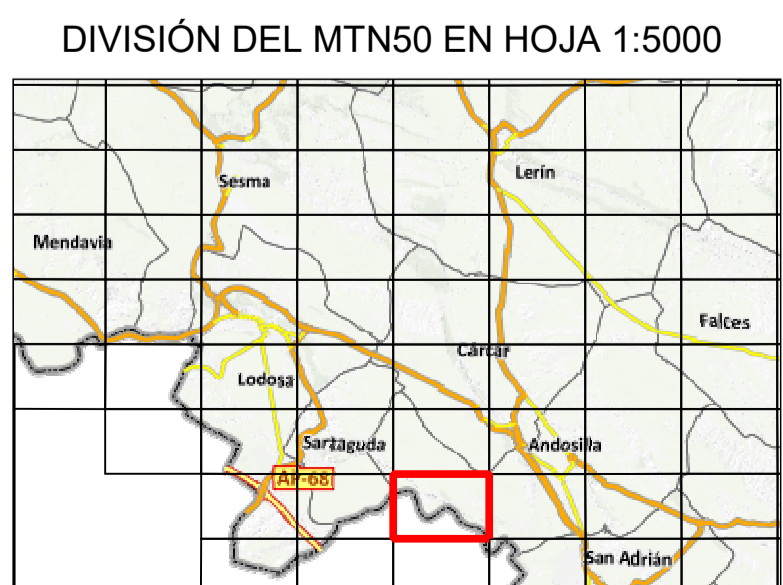 DIVISIÓN DEL MTN50 EN HOJA 1:5000
Lerín
Sesma
Mendavia
Falces
Cárcar
Lodosa
Sartaguda
Andosilla
AP-68
San Adrián